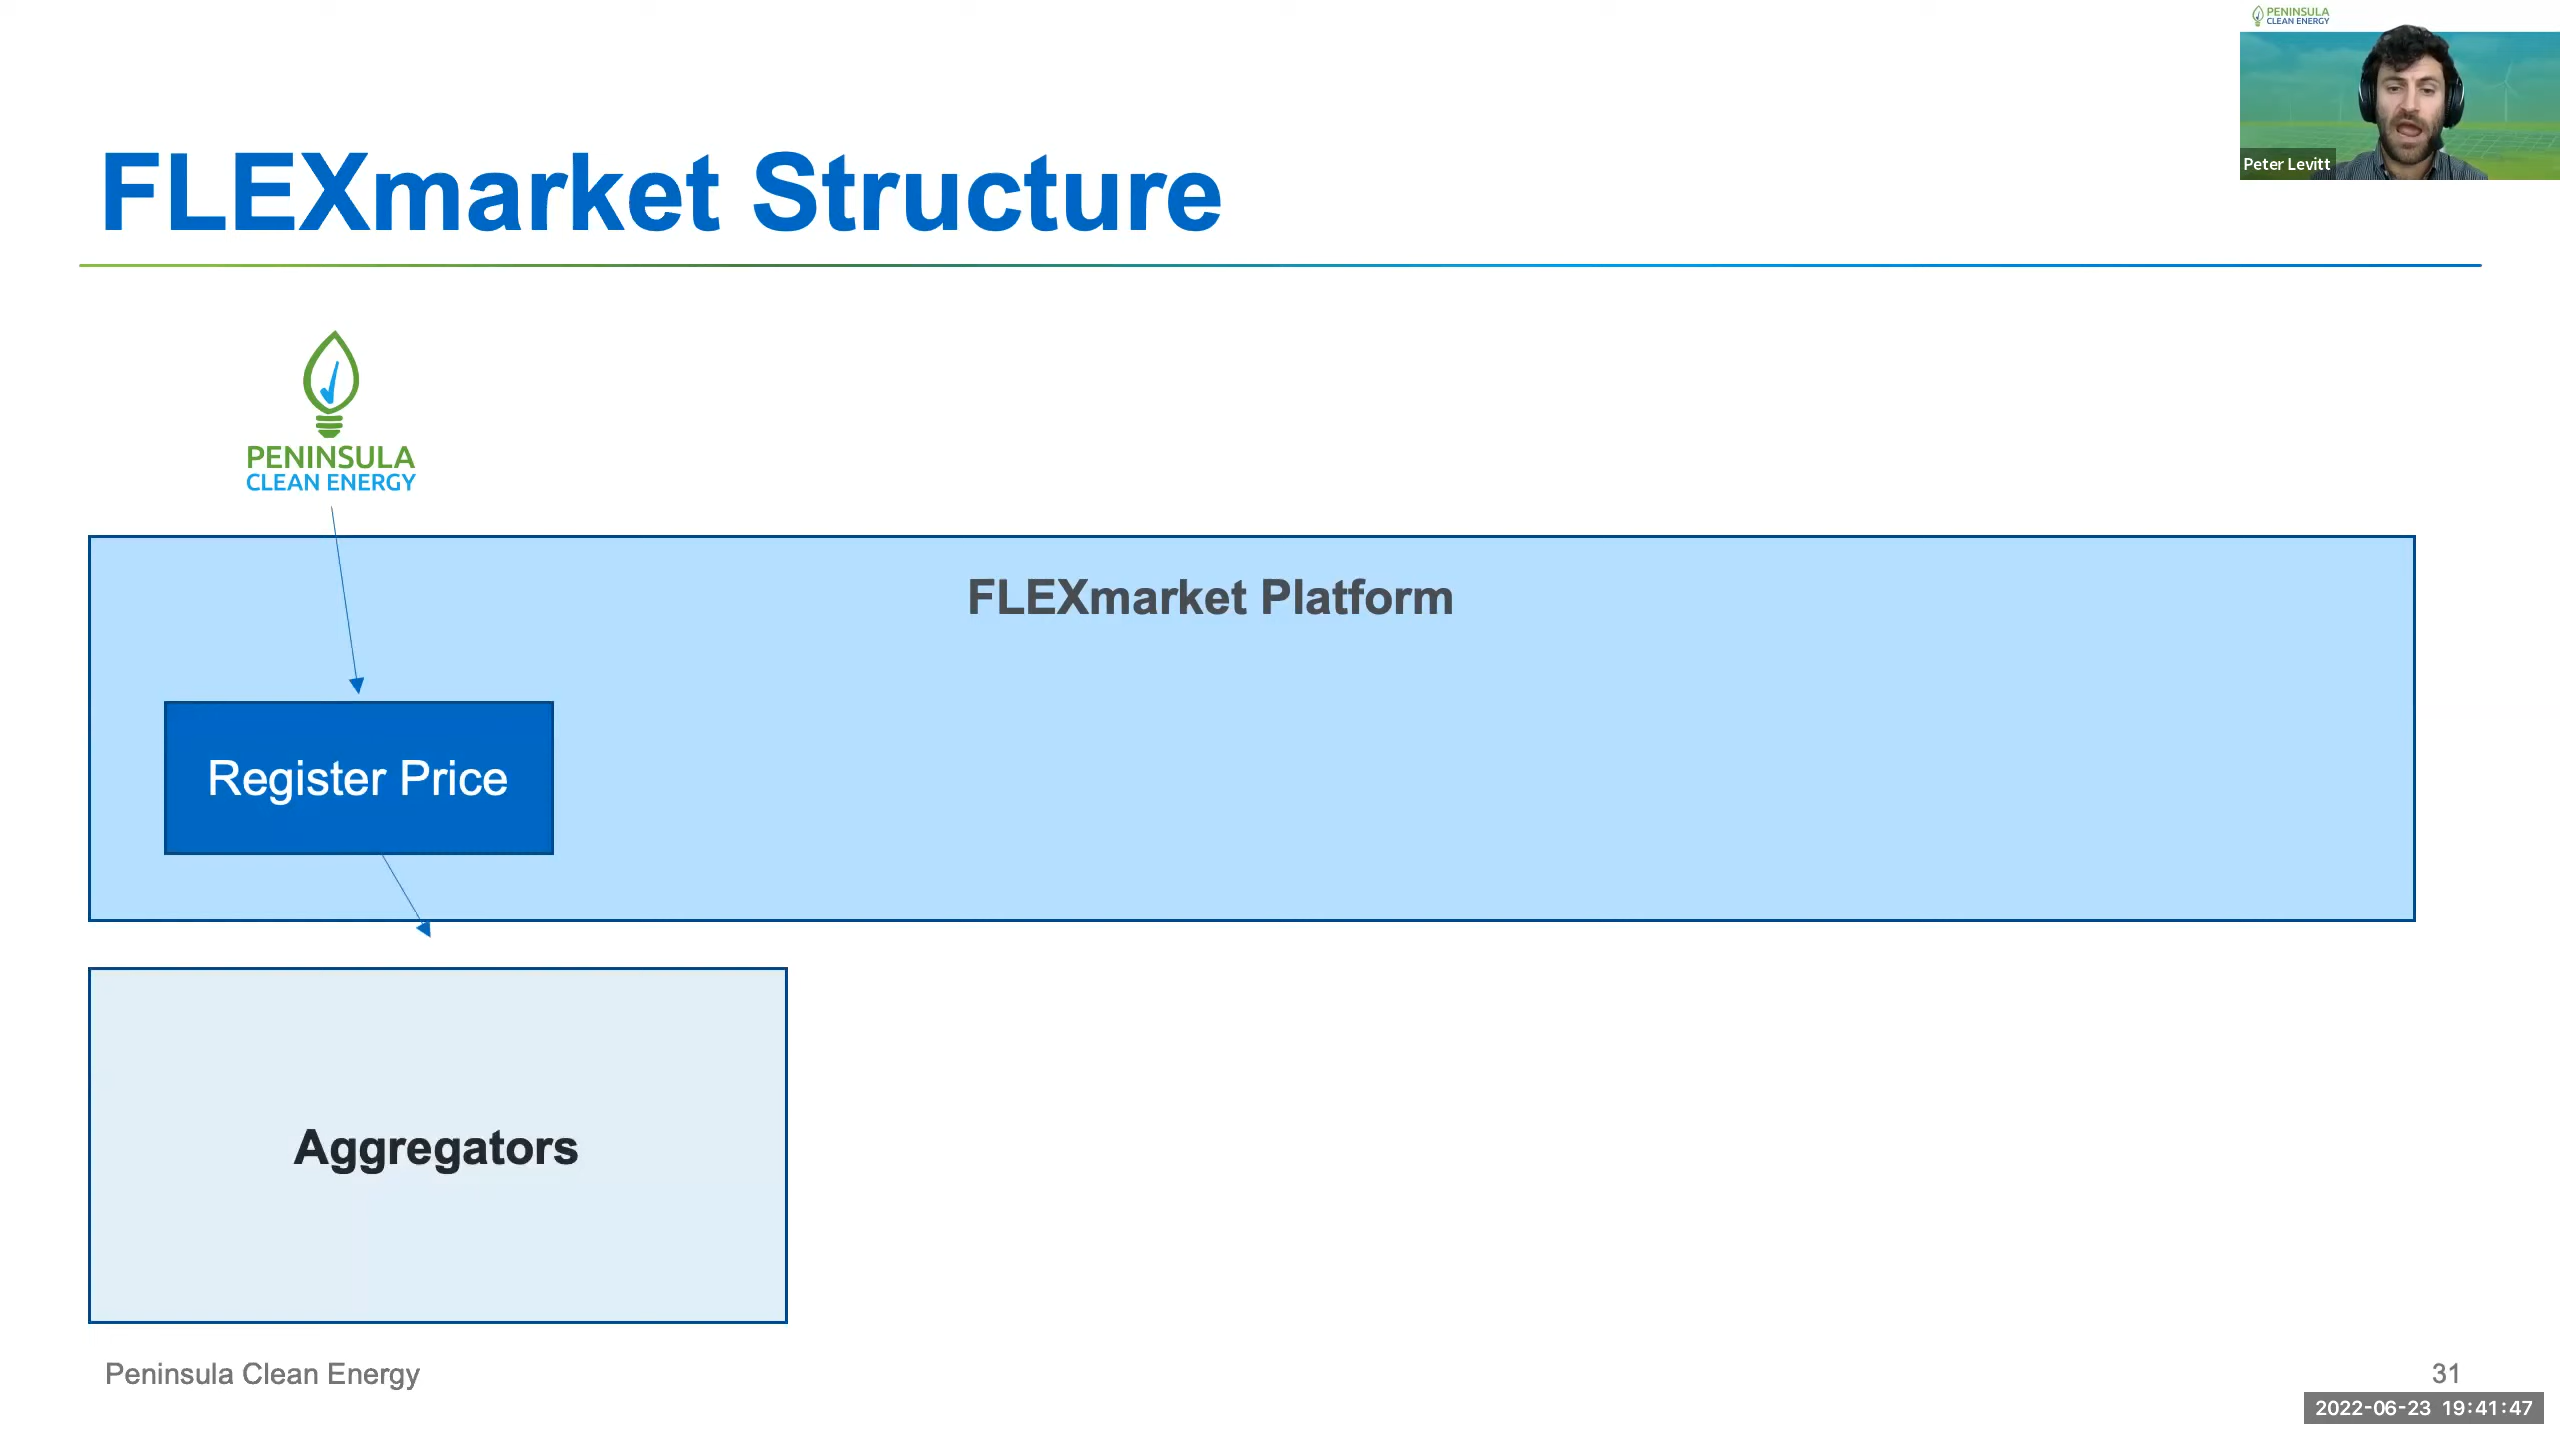 PENINSULA
CLEAN ENERGY
Peter Levitt
FLEXmarket Structure
PENINSULA
CLEAN ENERGY
FLEXmarket Platform
Register Price
Aggregators
Peninsula Clean Energy
31
2022-06-23 19:41:47